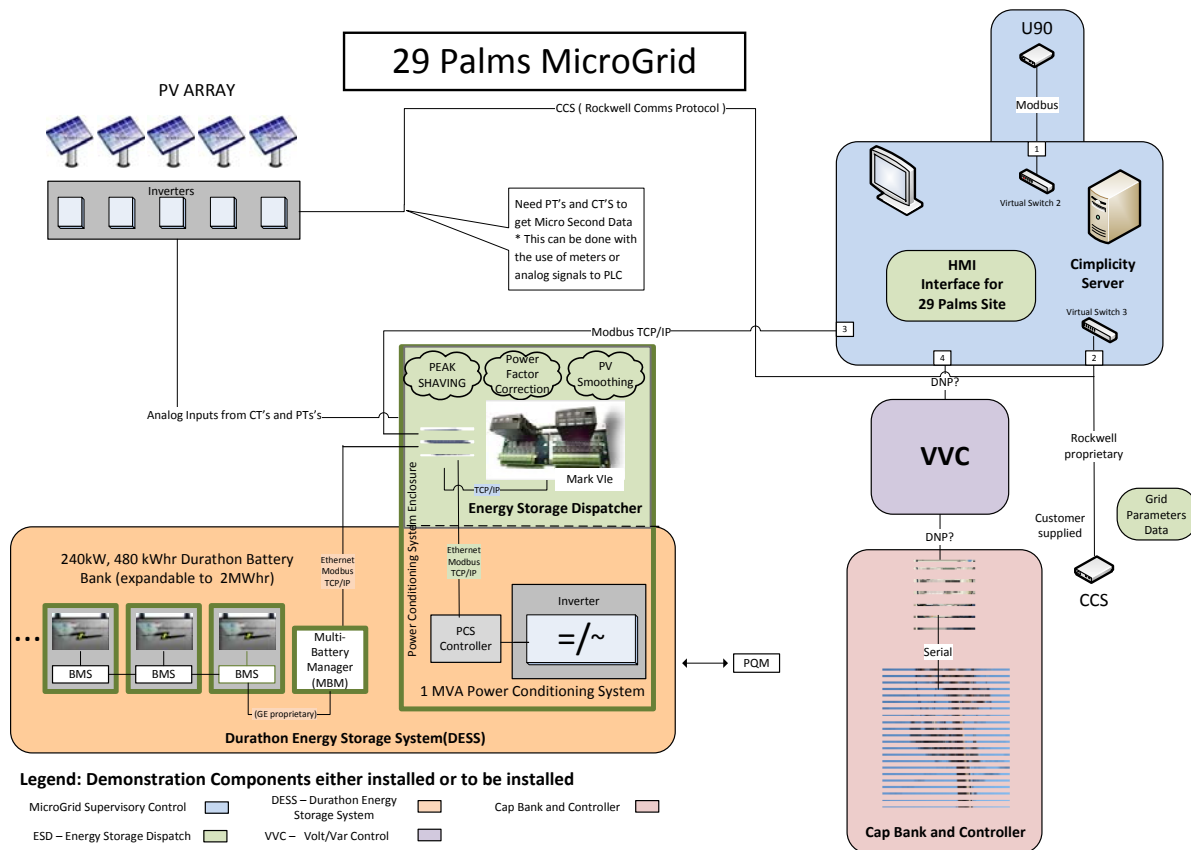 29 Palms MicroGrid
U90
Modbus
1
Virtual Switch 2
PV ARRAY
CCS ( Rockwell Comms Protocol )
Inverters
Need PT's and CT'S to
get Micro Second Data
* This can be done with
the use of meters or
analog signals to PLC
HMI
Interface for
29 Palms Site
Cimplicity
Server
Virtual Switch 3
Modbus TCP/IP
3
4
2
DNP?
PEAK
SHAVING
Power
Factor
Correction
PV
Smoothing
Analog Inputs from CT's and PTs's
Mark VIe
TCP/IP
Energy Storage Dispatcher
Power Conditioning System Enclosure
VVC
Rockwell
proprietary
Grid
Parameters
Data
Customer
supplied
CCS
DNP?
Serial
Cap Bank and Controller
240kW, 480 kWhr Durathon Battery
Bank (expandable to 2MWhr)
Ethernet
Modbus
TCP/IP
Ethernet
Modbus
TCP/IP
...
BMS
BMS
BMS
Multi-
Battery
Manager
(MBM)
(GE proprietary)
PCS
Controller
Inverter
=/~
1 MVA Power Conditioning System
PQM
Durathon Energy Storage System(DESS)
Legend: Demonstration Components either installed or to be installed
MicroGrid Supervisory Control
DESS – Durathon Energy
Storage System
Cap Bank and Controller
ESD – Energy Storage Dispatch
VVC – Volt/Var Control